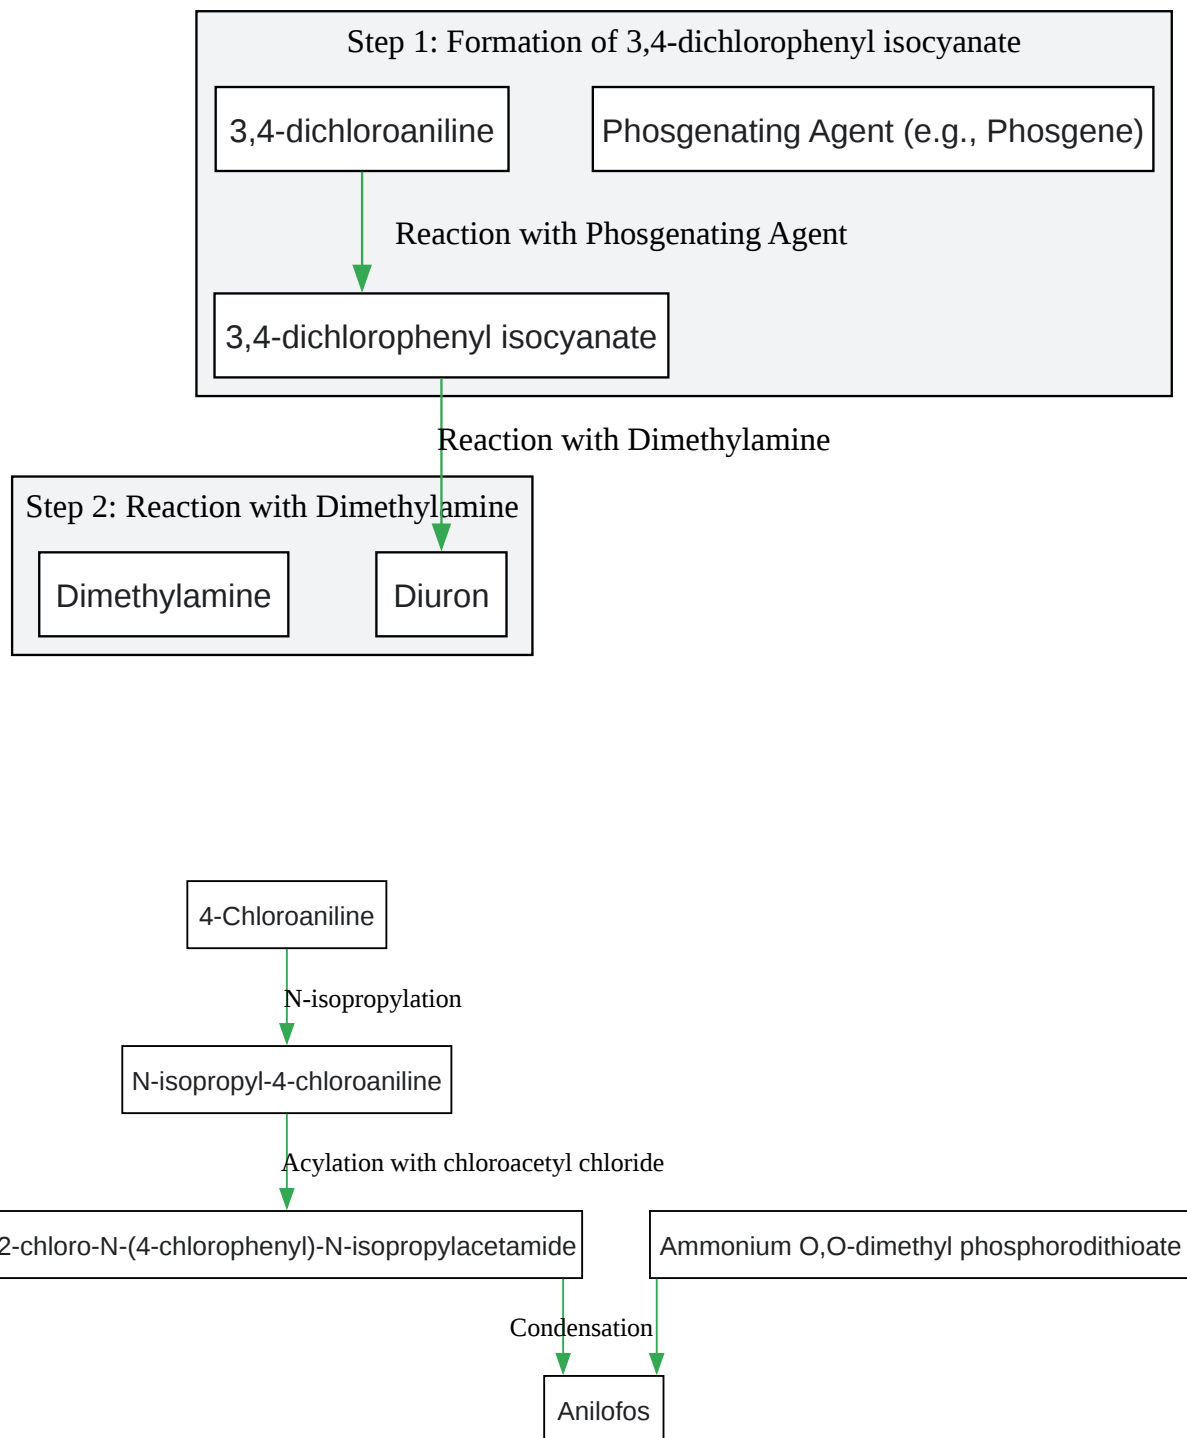 Step 1: Formation of 3,4-dichlorophenyl isocyanate
3,4-dichloroaniline
Phosgenating Agent (e.g., Phosgene)
Reaction with Phosgenating Agent
3,4-dichlorophenyl isocyanate
Reaction with Dimethylamine
Step 2: Reaction with Dimethylamine
Dimethylamine
Diuron
4-Chloroaniline
N-isopropylation
N-isopropyl-4-chloroaniline
Acylation with chloroacetyl chloride
2-chloro-N-(4-chlorophenyl)-N-isopropylacetamide
Ammonium O,O-dimethyl phosphorodithioate
Condensation
Anilofos